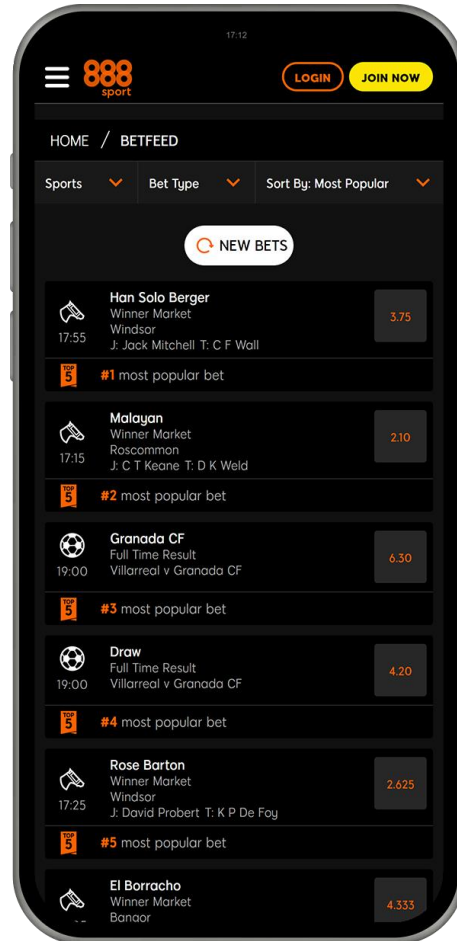 17:12
888
sport
LOGIN
JOIN NOW
HOME / BETFEED
Sports
Bet Type
Sort By: Most Popular
NEW BETS
Han Solo Berger
Winner Market
Windsor
J: Jack Mitchell T: C F Wall
17:55
3.75
TOP
5
#1 most popular bet
Malayan
Winner Market
Roscommon
J: C T Keane T: D K Weld
17:15
2.10
TOP
5
#2 most popular bet
Granada CF
Full Time Result
Villarreal v Granada CF
19:00
6.30
TOP
5
#3 most popular bet
Draw
Full Time Result
Villarreal v Granada CF
19:00
4.20
TOP
5
#4 most popular bet
Rose Barton
Winner Market
Windsor
J: David Probert T: K P De Foy
17:25
2.625
TOP
5
#5 most popular bet
El Borracho
Winner Market
Bangor
4.333